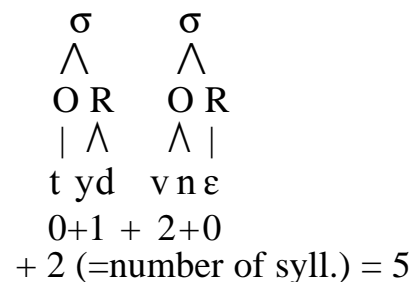 σ σ
O R O R
t yd v n ε
0+1 + 2+0
+ 2 (=number of syll.) = 5